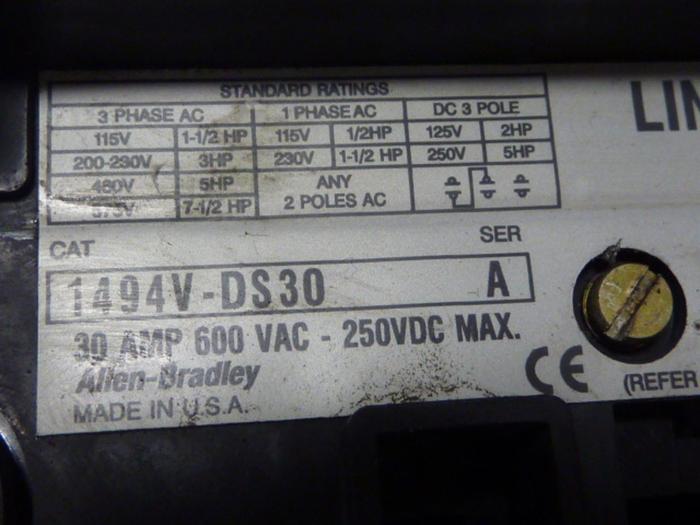 STANDARD RATINGS
3 PHASE AC 1 PHASE AC DC 3 POLE
115V 1-1/2 HP 115V 1/2HP 125V 2HP
200-230V 3HP 230V 1-1/2 HP 250V 5HP
460V 5HP ANY
575V 7-1/2 HP 2 POLES AC
LIN
CAT SER
1494V-DS30 A
30 AMP 600 VAC - 250VDC MAX.
Allen-Bradley CE
MADE IN U.S.A. (REFER